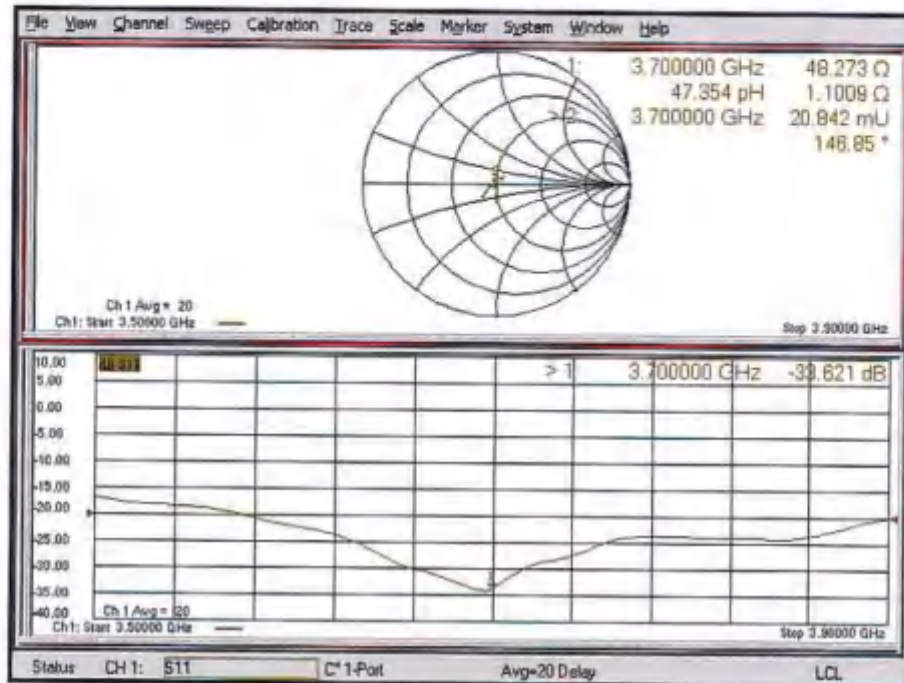 File View Channel Sweep Calibration Trace Scale Marker System Window Help
1: 3.700000 GHz 48.273 Ω
47.354 pH 1.1009 Ω
> 2: 3.700000 GHz 20.842 mU
146.85 °
Ch 1 Avg = 20
Ch1: Start 3.50000 GHz
Stop 3.90000 GHz
10.00
> 1: 3.700000 GHz -33.621 dB
5.00
0.00
-5.00
-10.00
-15.00
-20.00
-25.00
-30.00
-35.00
-40.00
Ch 1 Avg = 20
Ch1: Start 3.50000 GHz
Stop 3.90000 GHz
Status CH 1: S11 C* 1-Port Avg=20 Delay LCL